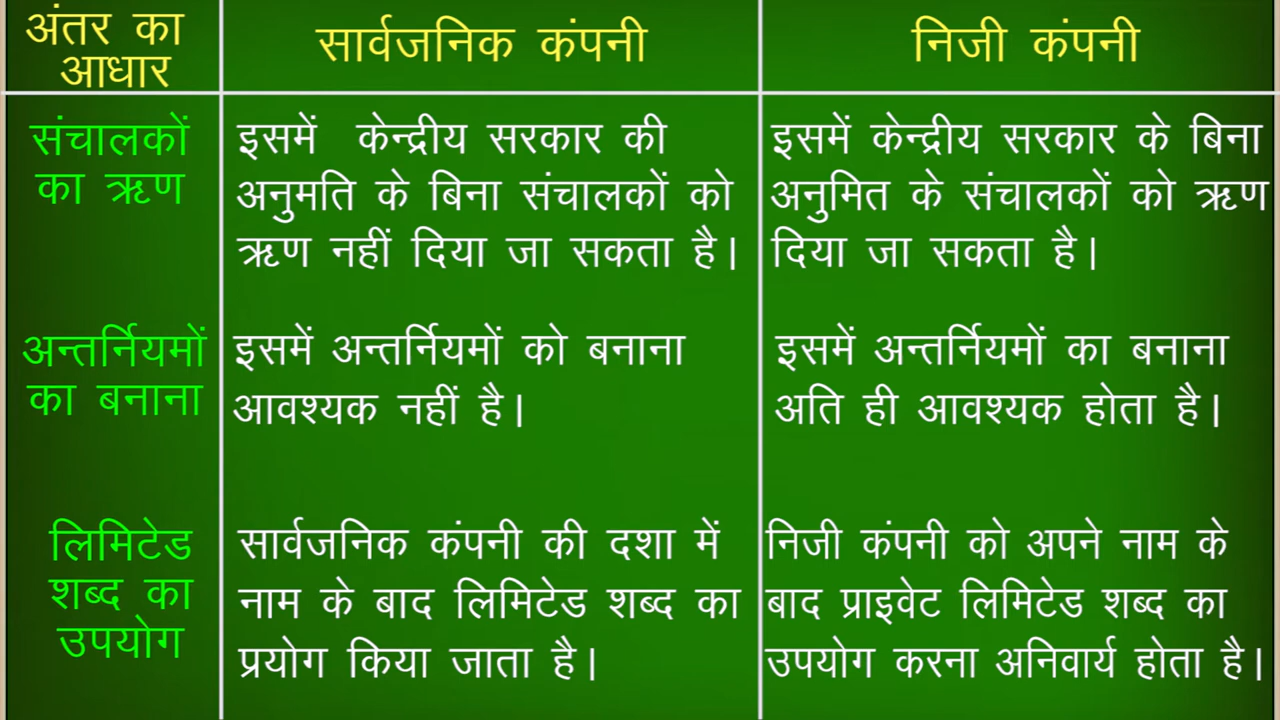 अंतर का
आधार
सार्वजनिक कंपनी
निजी कंपनी
संचालकों
का ऋण
इसमें केन्द्रीय सरकार की
अनुमति के बिना संचालकों को
ऋण नहीं दिया जा सकता है।
इसमें केन्द्रीय सरकार के बिना
अनुमित के संचालकों को ऋण
दिया जा सकता है।
अन्तर्नियमों
का बनाना
इसमें अन्तर्नियमों को बनाना
आवश्यक नहीं है।
इसमें अन्तर्नियमों का बनाना
अति ही आवश्यक होता है।
लिमिटेड
शब्द का
उपयोग
सार्वजनिक कंपनी की दशा में
नाम के बाद लिमिटेड शब्द का
प्रयोग किया जाता है।
निजी कंपनी को अपने नाम के
बाद प्राइवेट लिमिटेड शब्द का
उपयोग करना अनिवार्य होता है।